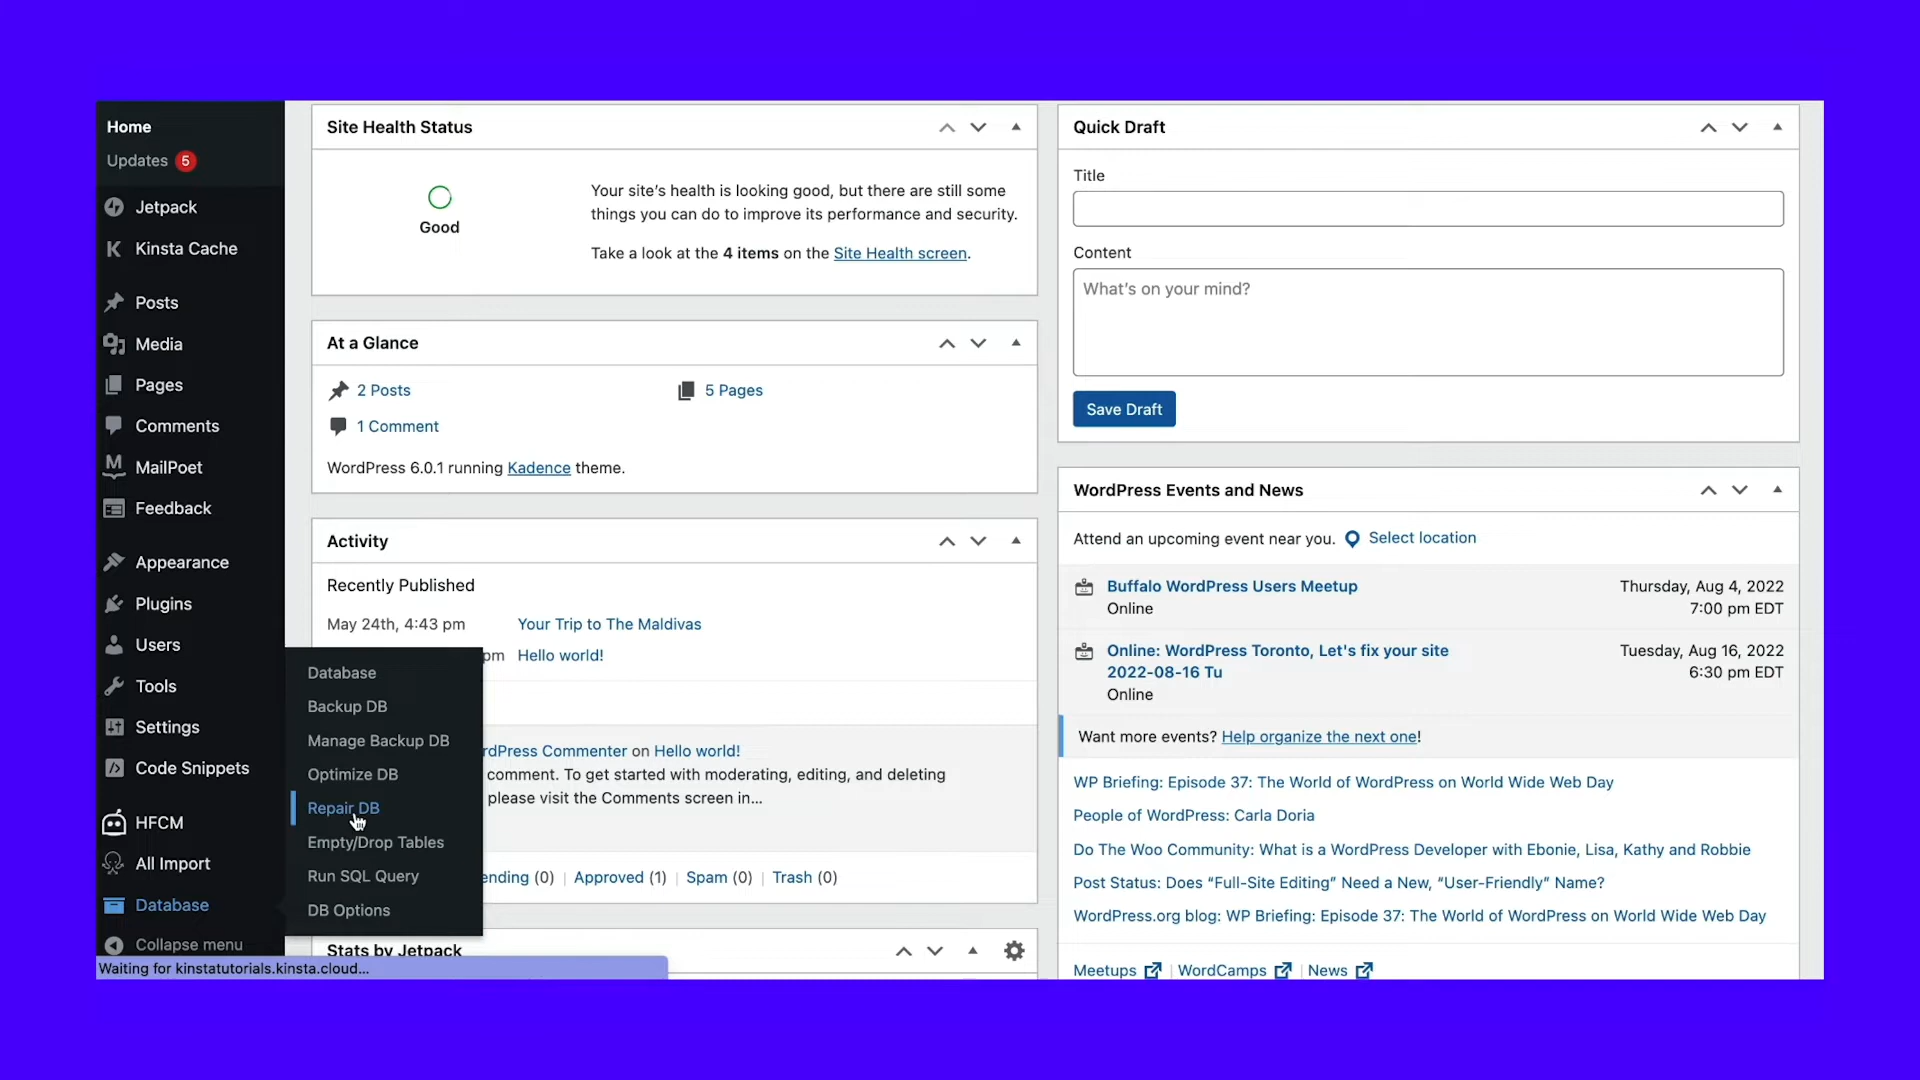 Home
Updates 5
Jetpack
Kinsta Cache
Posts
Media
Pages
Comments
MailPoet
Feedback
Appearance
Plugins
Users
Tools
Settings
Code Snippets
HFCM
All Import
Database
Collapse menu
Database
Backup DB
Manage Backup DB
Optimize DB
Repair DB
Empty/Drop Tables
Run SQL Query
DB Options
Waiting for kinstatutorials.kinsta.cloud...
Site Health Status
Good
Your site's health is looking good, but there are still some
things you can do to improve its performance and security.
Take a look at the 4 items on the Site Health screen.
At a Glance
2 Posts
5 Pages
1 Comment
WordPress 6.0.1 running Kadence theme.
Activity
Recently Published
May 24th, 4:43 pm Your Trip to The Maldivas
pm Hello world!
rdPress Commenter on Hello world!
comment. To get started with moderating, editing, and deleting
please visit the Comments screen in...
ending (0) | Approved (1) | Spam (0) | Trash (0)
Stats by Jetpack
Quick Draft
Title
Content
What's on your mind?
Save Draft
WordPress Events and News
Attend an upcoming event near you. Select location
Buffalo WordPress Users Meetup Thursday, Aug 4, 2022
Online 7:00 pm EDT
Online: WordPress Toronto, Let's fix your site Tuesday, Aug 16, 2022
2022-08-16 Tu 6:30 pm EDT
Online
Want more events? Help organize the next one!
WP Briefing: Episode 37: The World of WordPress on World Wide Web Day
People of WordPress: Carla Doria
Do The Woo Community: What is a WordPress Developer with Ebonie, Lisa, Kathy and Robbie
Post Status: Does “Full-Site Editing” Need a New, “User-Friendly” Name?
WordPress.org blog: WP Briefing: Episode 37: The World of WordPress on World Wide Web Day
Meetups | WordCamps | News